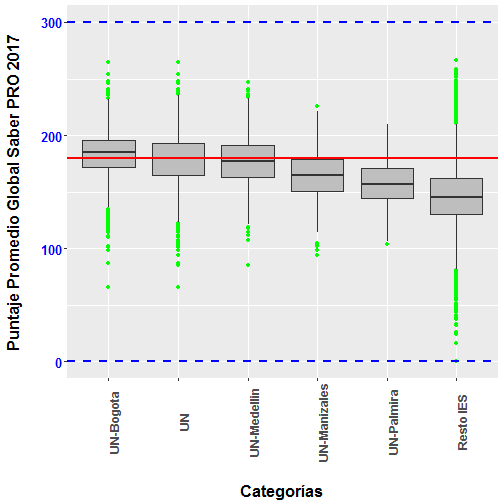 Puntaje Promedio Global Saber PRO 2017
300
200
100
0
UN-Bogota
UN
UN-Medellin
UN-Manizales
UN-Palmira
Resto IES
Categorías